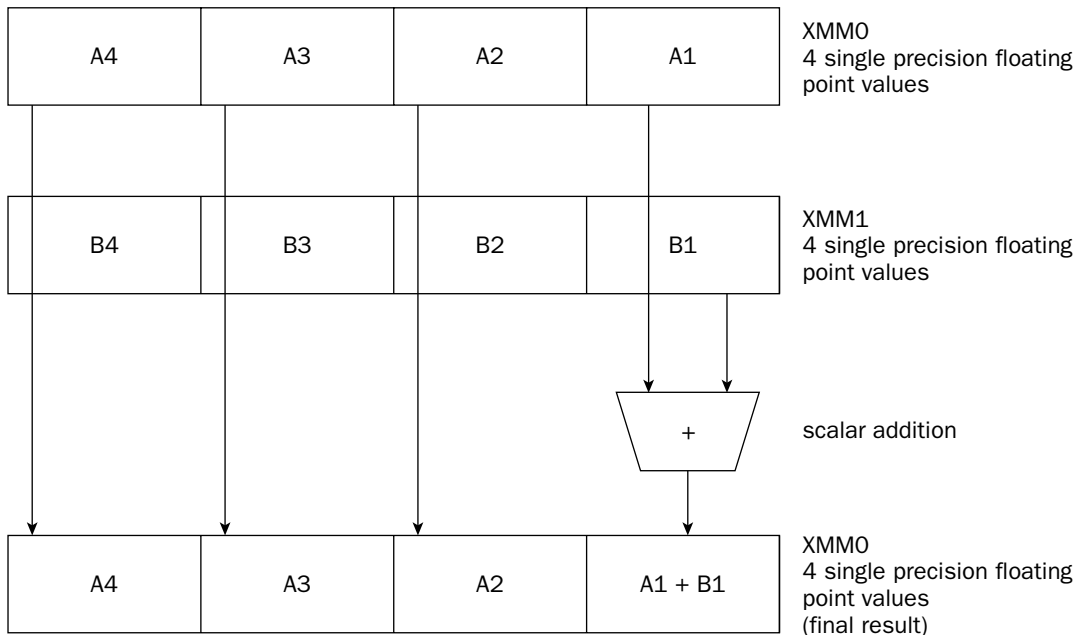 A4 A3 A2 A1
XMM0
4 single precision floating
point values
B4 B3 B2 B1
XMM1
4 single precision floating
point values
+
scalar addition
A4 A3 A2 A1 + B1
XMM0
4 single precision floating
point values
(final result)